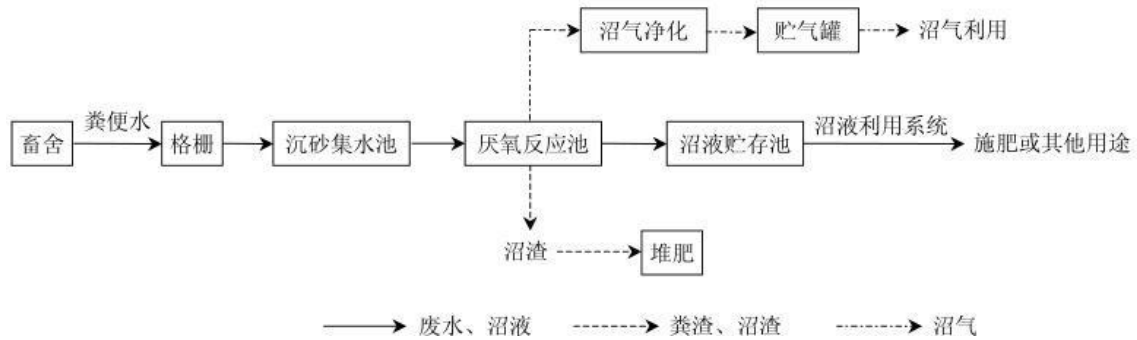 沼气净化
贮气罐
沼气利用
畜舍
粪便水
格栅
沉砂集水池
厌氧反应池
沼液贮存池
沼液利用系统
施肥或其他用途
沼渣
堆肥
废水、沼液
粪渣、沼渣
沼气